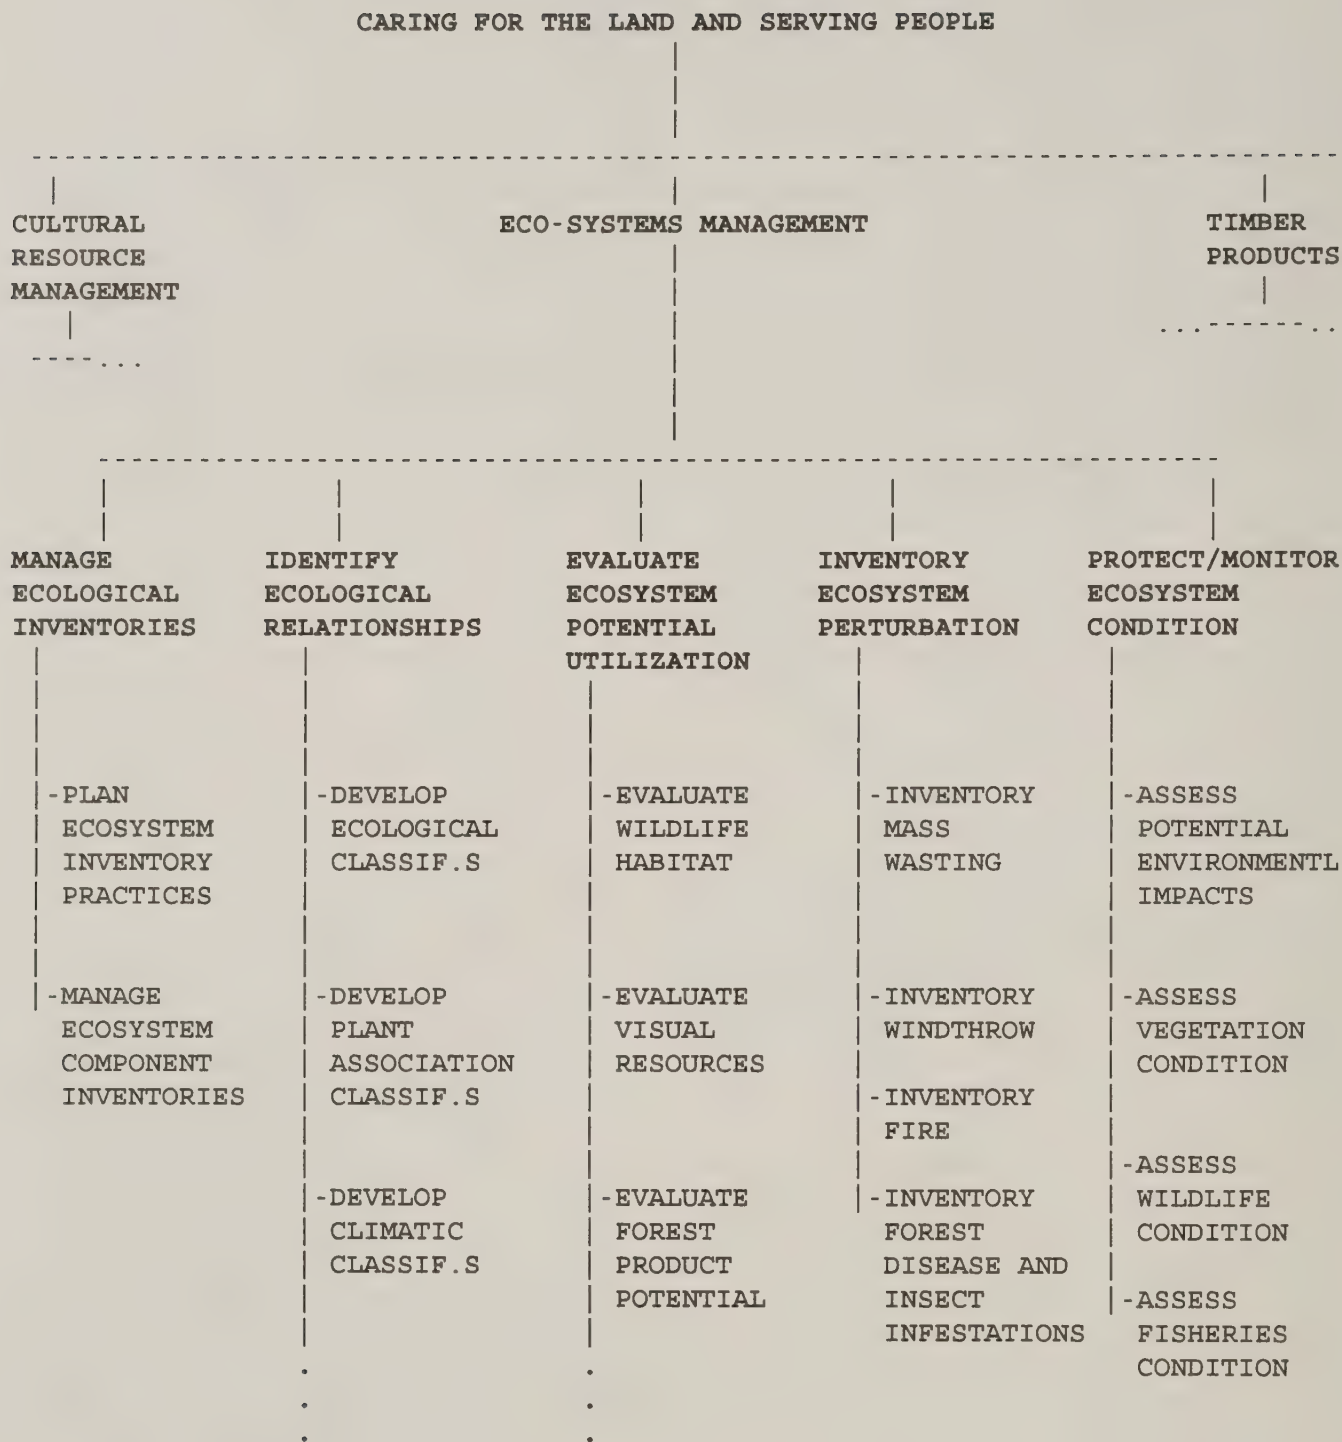 CARING FOR THE LAND AND SERVING PEOPLE
CULTURAL
RESOURCE
MANAGEMENT
ECO-SYSTEMS MANAGEMENT
TIMBER
PRODUCTS
MANAGE
ECOLOGICAL
INVENTORIES
IDENTIFY
ECOLOGICAL
RELATIONSHIPS
EVALUATE
ECOSYSTEM
POTENTIAL
UTILIZATION
INVENTORY
ECOSYSTEM
PERTURBATION
PROTECT/MONITOR
ECOSYSTEM
CONDITION
-PLAN
ECOSYSTEM
INVENTORY
PRACTICES
-MANAGE
ECOSYSTEM
COMPONENT
INVENTORIES
-DEVELOP
ECOLOGICAL
CLASSIF.S
-DEVELOP
PLANT
ASSOCIATION
CLASSIF.S
-DEVELOP
CLIMATIC
CLASSIF.S
-EVALUATE
WILDLIFE
HABITAT
-EVALUATE
VISUAL
RESOURCES
-EVALUATE
FOREST
PRODUCT
POTENTIAL
-INVENTORY
MASS
WASTING
-INVENTORY
WINDTHROW
-INVENTORY
FIRE
-INVENTORY
FOREST
DISEASE AND
INSECT
INFESTATIONS
-ASSESS
POTENTIAL
ENVIRONMENTL
IMPACTS
-ASSESS
VEGETATION
CONDITION
-ASSESS
WILDLIFE
CONDITION
-ASSESS
FISHERIES
CONDITION